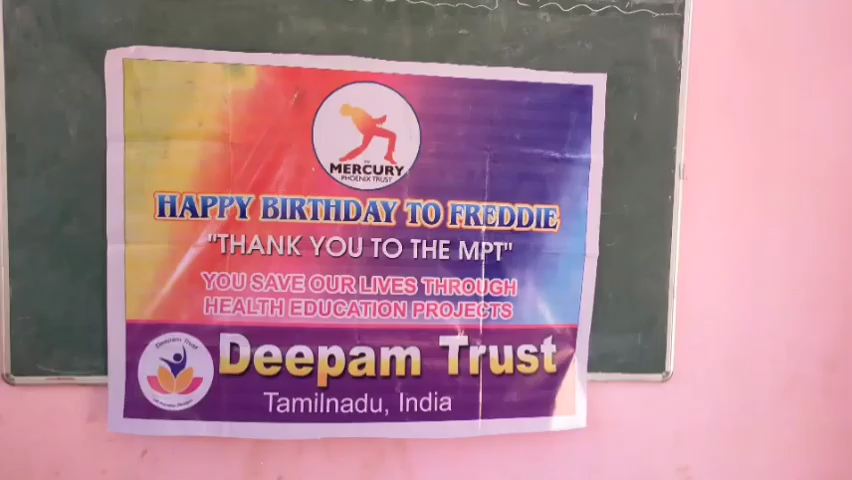 THE
MERCURY
PHOENIX TRUST
HAPPY BIRTHDAY TO FREDDIE
"THANK YOU TO THE MPT"
YOU SAVE OUR LIVES THROUGH
HEALTH EDUCATION PROJECTS
Deepam Trust
Deepam Trust
Tamilnadu, India